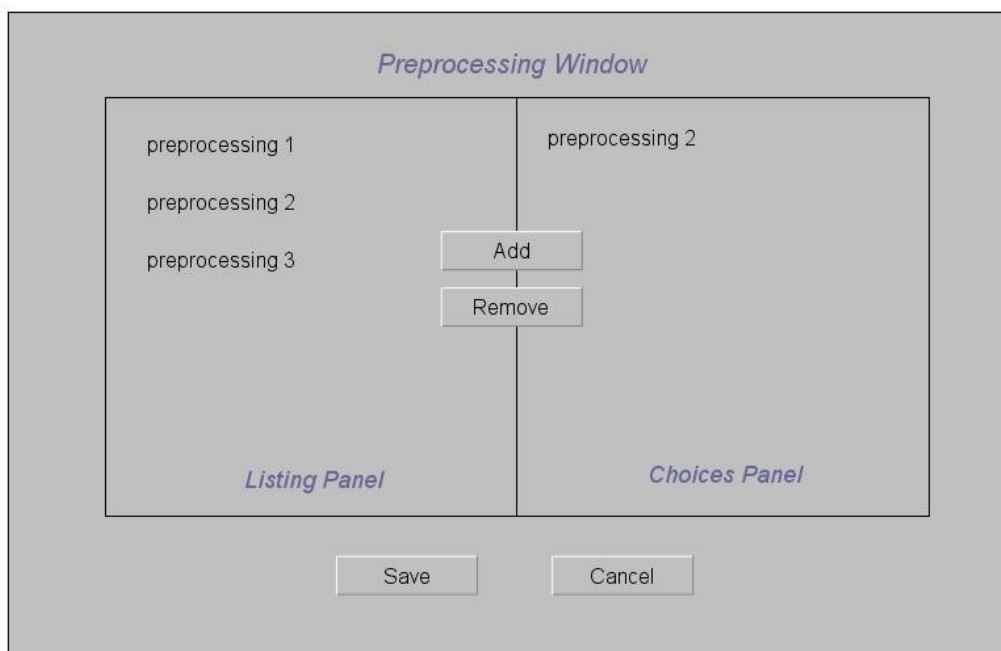 Preprocessing Window
preprocessing 1
preprocessing 2
preprocessing 3
Listing Panel
preprocessing 2
Choices Panel
Add
Remove
Save
Cancel